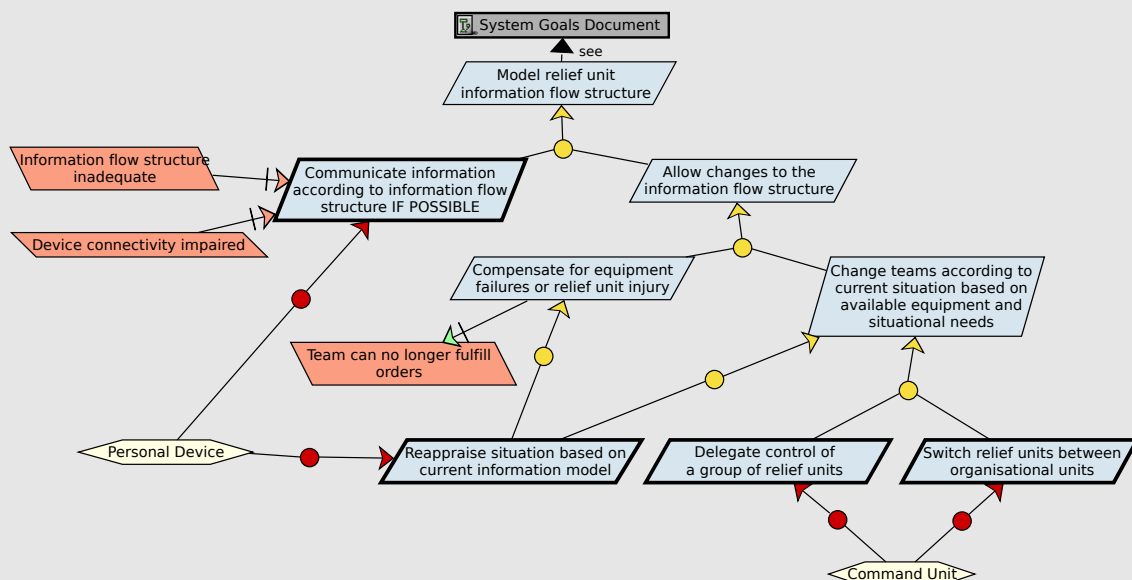 System Goals Document
see
Model relief unit
information flow structure
Information flow structure
inadequate
Communicate information
according to information flow
structure IF POSSIBLE
Allow changes to the
information flow structure
Device connectivity impaired
Compensate for equipment
failures or relief unit injury
Change teams according to
current situation based on
available equipment and
situational needs
Team can no longer fulfill
orders
Personal Device
Reappraise situation based on
current information model
Delegate control of
a group of relief units
Switch relief units between
organisational units
Command Unit